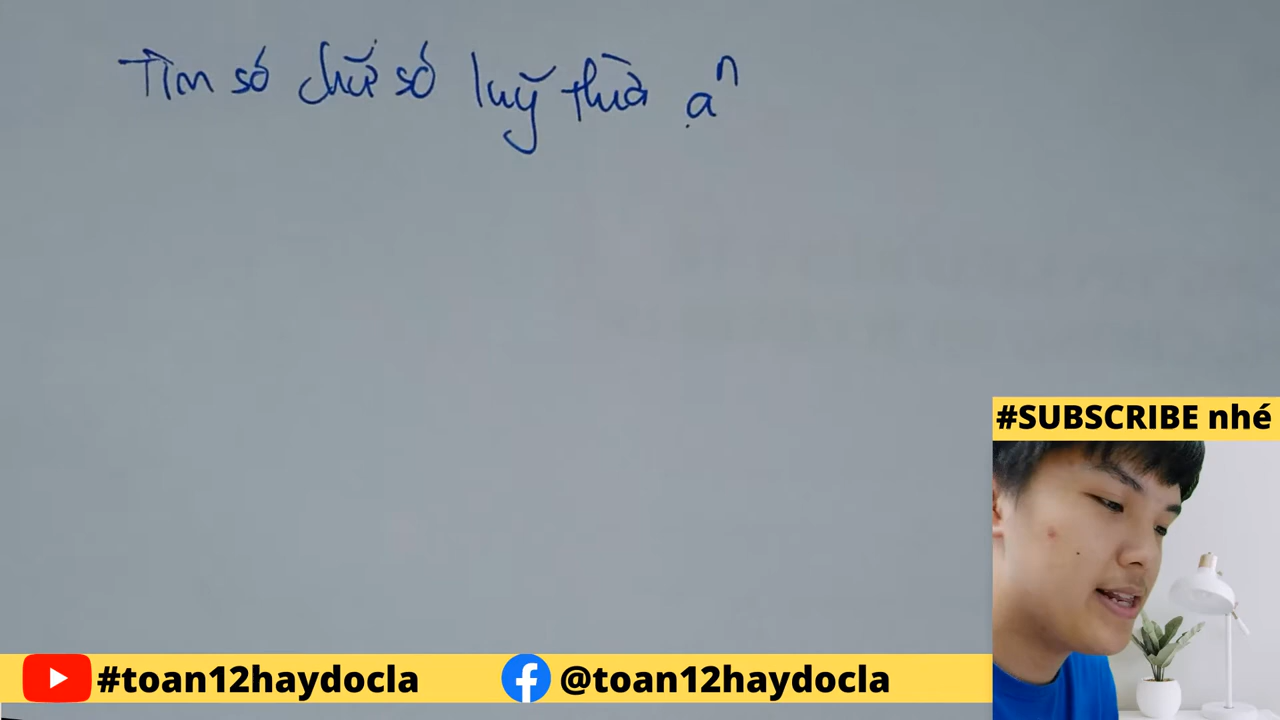 Tìm số chữ số luỹ thừa aⁿ
#SUBSCRIBE nhé
#toan12haydocla @toan12haydocla